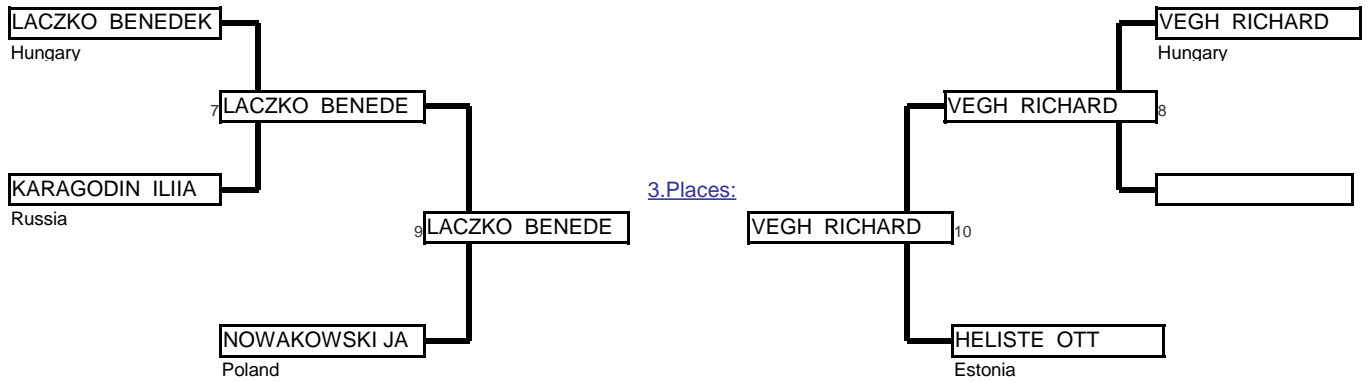 LACZKO BENEDEK
Hungary
7 LACZKO BENEDE
KARAGODIN ILIIA
Russia
9 LACZKO BENEDE
NOWAKOWSKI JA
Poland
3.Places:
VEGH RICHARD
Hungary
VEGH RICHARD 8
VEGH RICHARD 10
HELISTE OTT
Estonia